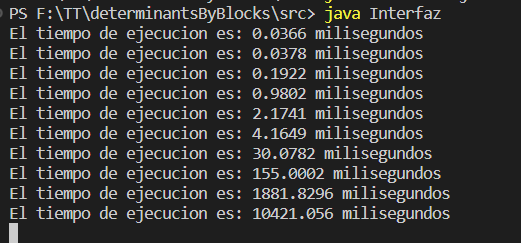 PS F:\TT\determinantsByBlocks\src> java Interfaz
El tiempo de ejecucion es: 0.0366 milisegundos
El tiempo de ejecucion es: 0.0378 milisegundos
El tiempo de ejecucion es: 0.1922 milisegundos
El tiempo de ejecucion es: 0.9802 milisegundos
El tiempo de ejecucion es: 2.1741 milisegundos
El tiempo de ejecucion es: 4.1649 milisegundos
El tiempo de ejecucion es: 30.0782 milisegundos
El tiempo de ejecucion es: 155.0002 milisegundos
El tiempo de ejecucion es: 1881.8296 milisegundos
El tiempo de ejecucion es: 10421.056 milisegundos